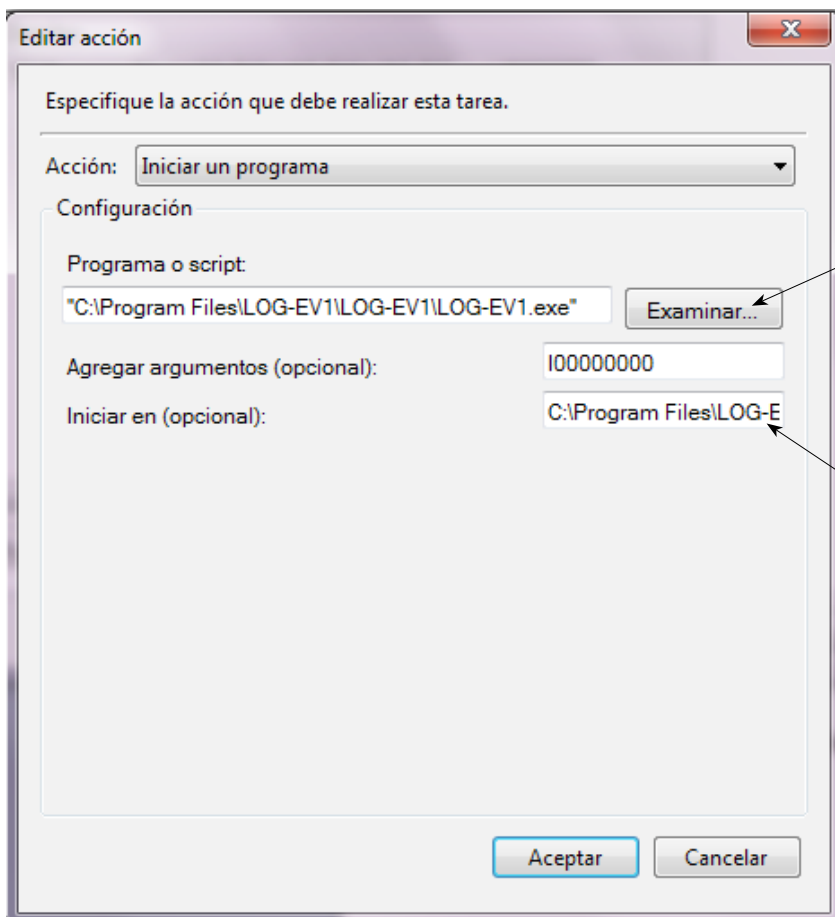 Editar acción
Especifique la acción que debe realizar esta tarea.
Acción: Iniciar un programa
Configuración
Programa o script:
"C:\Program Files\LOG-EV1\LOG-EV1\LOG-EV1.exe" Examinar...
Agregar argumentos (opcional): I00000000
Iniciar en (opcional): C:\Program Files\LOG-E
Aceptar Cancelar